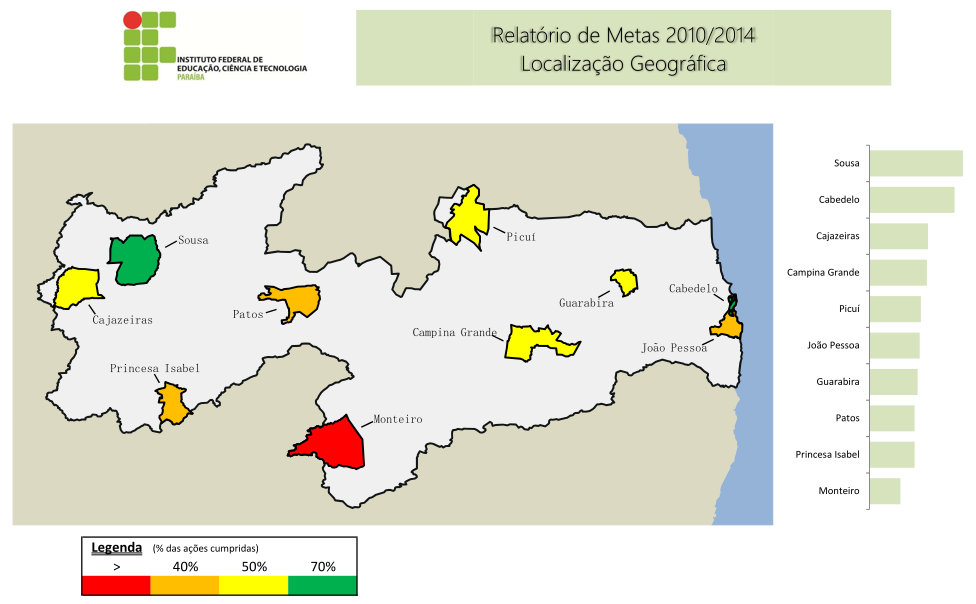 INSTITUTO FEDERAL DE
EDUCAÇÃO, CIÊNCIA E TECNOLOGIA
PARAÍBA
Relatório de Metas 2010/2014
Localização Geográfica
Sousa
Cajazeiras
Patos
Princesa Isabel
Monteiro
Picuí
Campina Grande
Guarabira
Cabedelo
João Pessoa
Sousa
Cabedelo
Cajazeiras
Campina Grande
Picuí
João Pessoa
Guarabira
Patos
Princesa Isabel
Monteiro
Legenda (% das ações cumpridas)
> 40% 50% 70%